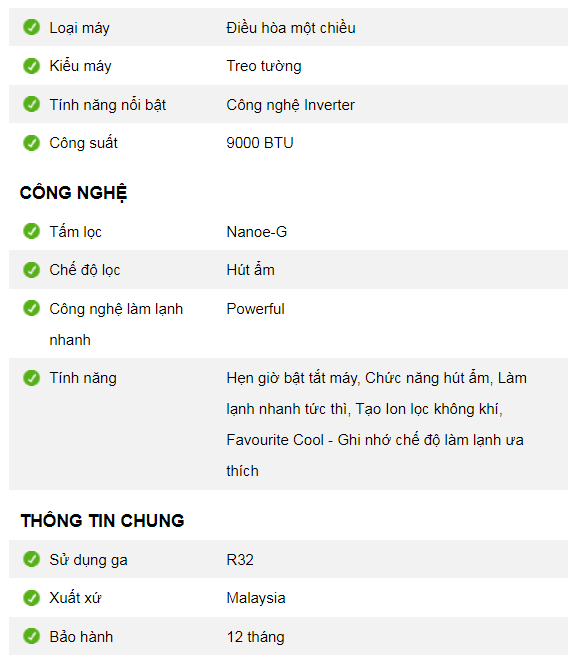 Loại máy Điều hòa một chiều
Kiểu máy Treo tường
Tính năng nổi bật Công nghệ Inverter
Công suất 9000 BTU
CÔNG NGHỆ
Tấm lọc Nanoe-G
Chế độ lọc Hút ẩm
Công nghệ làm lạnh Powerful
nhanh
Tính năng Hẹn giờ bật tắt máy, Chức năng hút ẩm, Làm
lạnh nhanh tức thì, Tạo Ion lọc không khí,
Favourite Cool - Ghi nhớ chế độ làm lạnh ưa
thích
THÔNG TIN CHUNG
Sử dụng ga R32
Xuất xứ Malaysia
Bảo hành 12 tháng